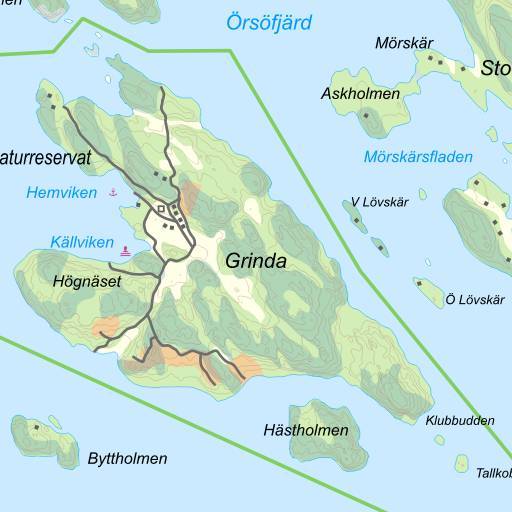 Örsöfjärd
Mörskär
Sto
Askholmen
aturreservat
Mörskärsfladen
Hemviken
V Lövskär
Källviken
Grinda
Högnäset
Ö Lövskär
Klubbudden
Hästholmen
Byttholmen
Tallkob